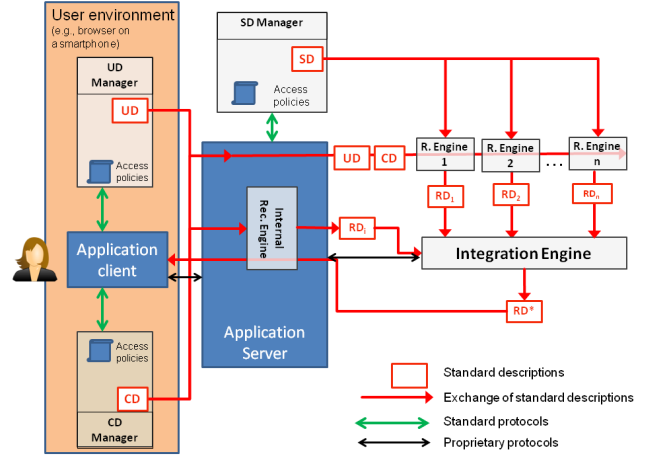 User environment
(e.g., browser on
a smartphone)
UD
Manager
UD
Access
policies
SD Manager
SD
Access
policies
UD
CD
R. Engine
1
R. Engine
2
...
R. Engine
n
RD1
RD2
RDn
Internal
Rec. Engine
RDi
Application
client
Integration Engine
Application
Server
RD*
Access
policies
CD
CD
Manager
Standard descriptions
Exchange of standard descriptions
Standard protocols
Proprietary protocols